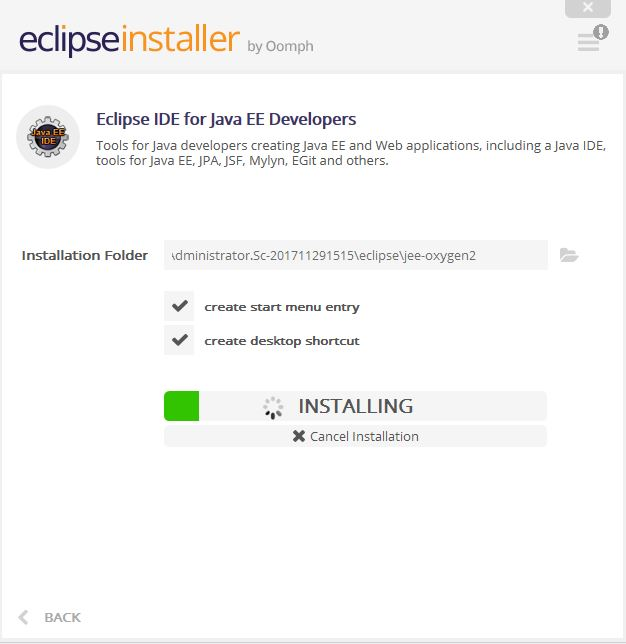 eclipseinstaller by Oomph
Java EE
IDE
Eclipse IDE for Java EE Developers
Tools for Java developers creating Java EE and Web applications, including a Java IDE,
tools for Java EE, JPA, JSF, Mylyn, EGit and others.
Installation Folder \dministrator.Sc-201711291515\eclipse\jee-oxygen2
create start menu entry
create desktop shortcut
INSTALLING
Cancel Installation
BACK